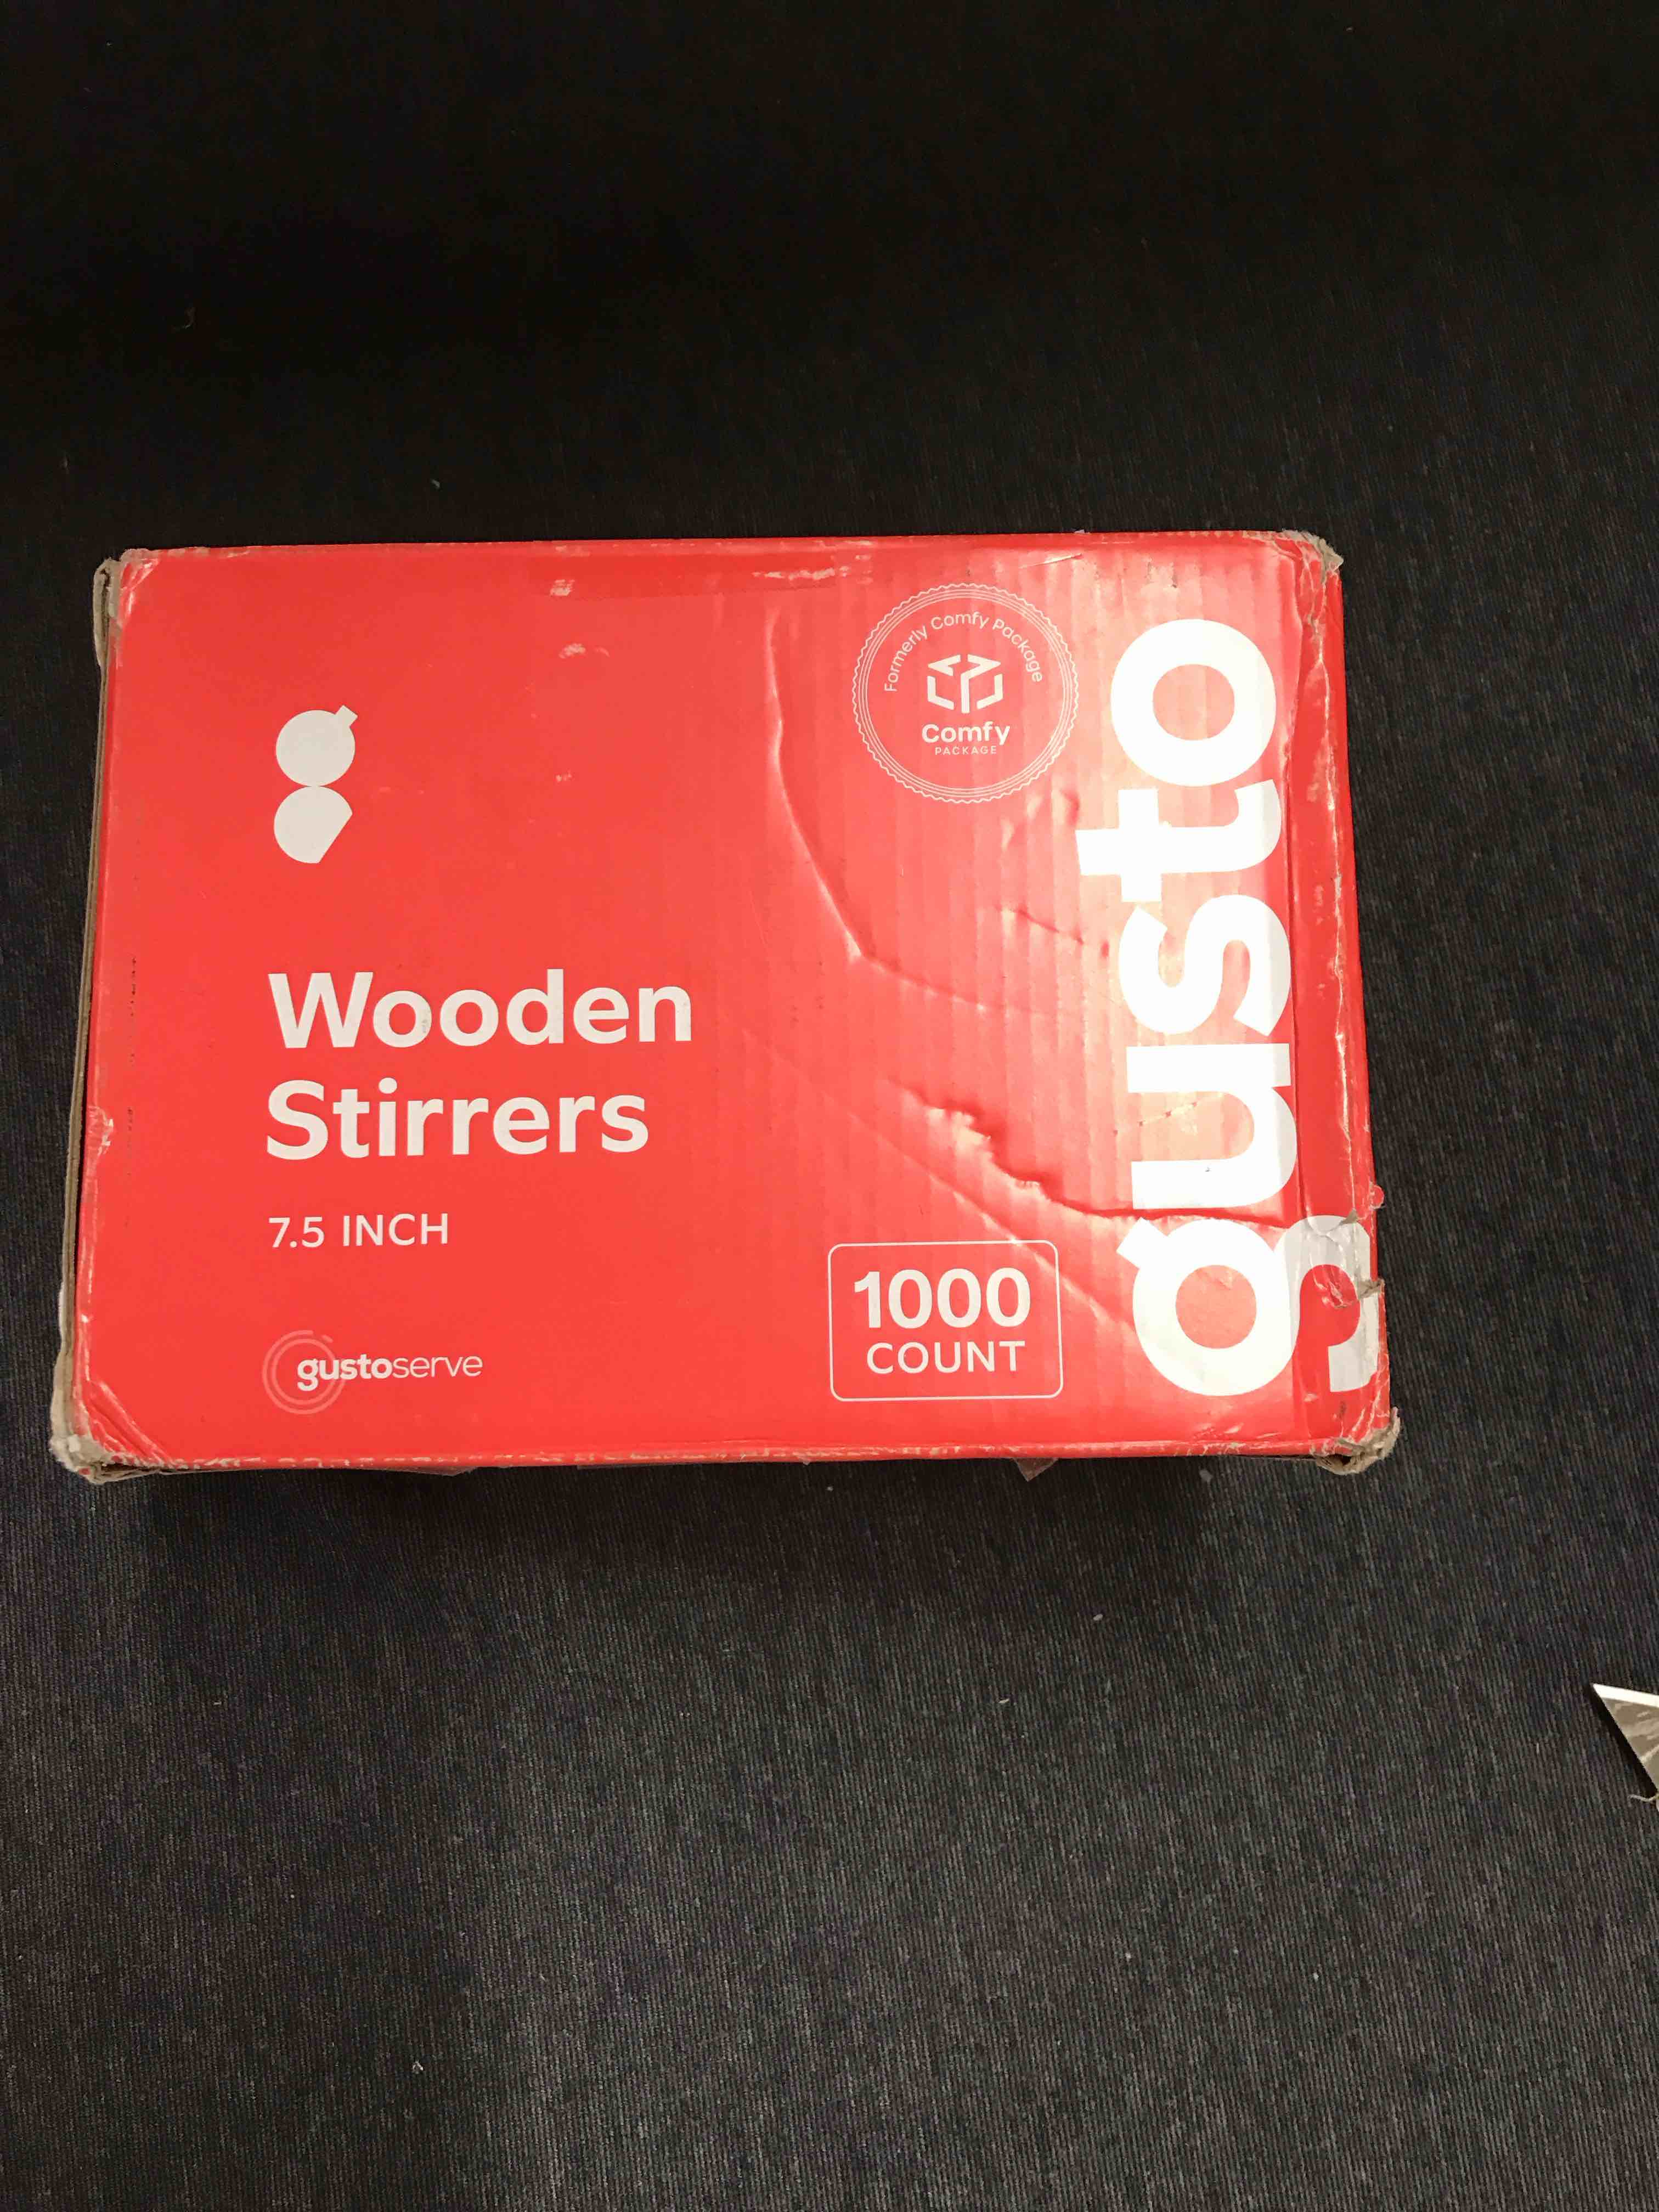 Formerly Comfy Package
Comfy
PACKAGE
gusto
Wooden
Stirrers
7.5 INCH
1000
COUNT
gustoserve